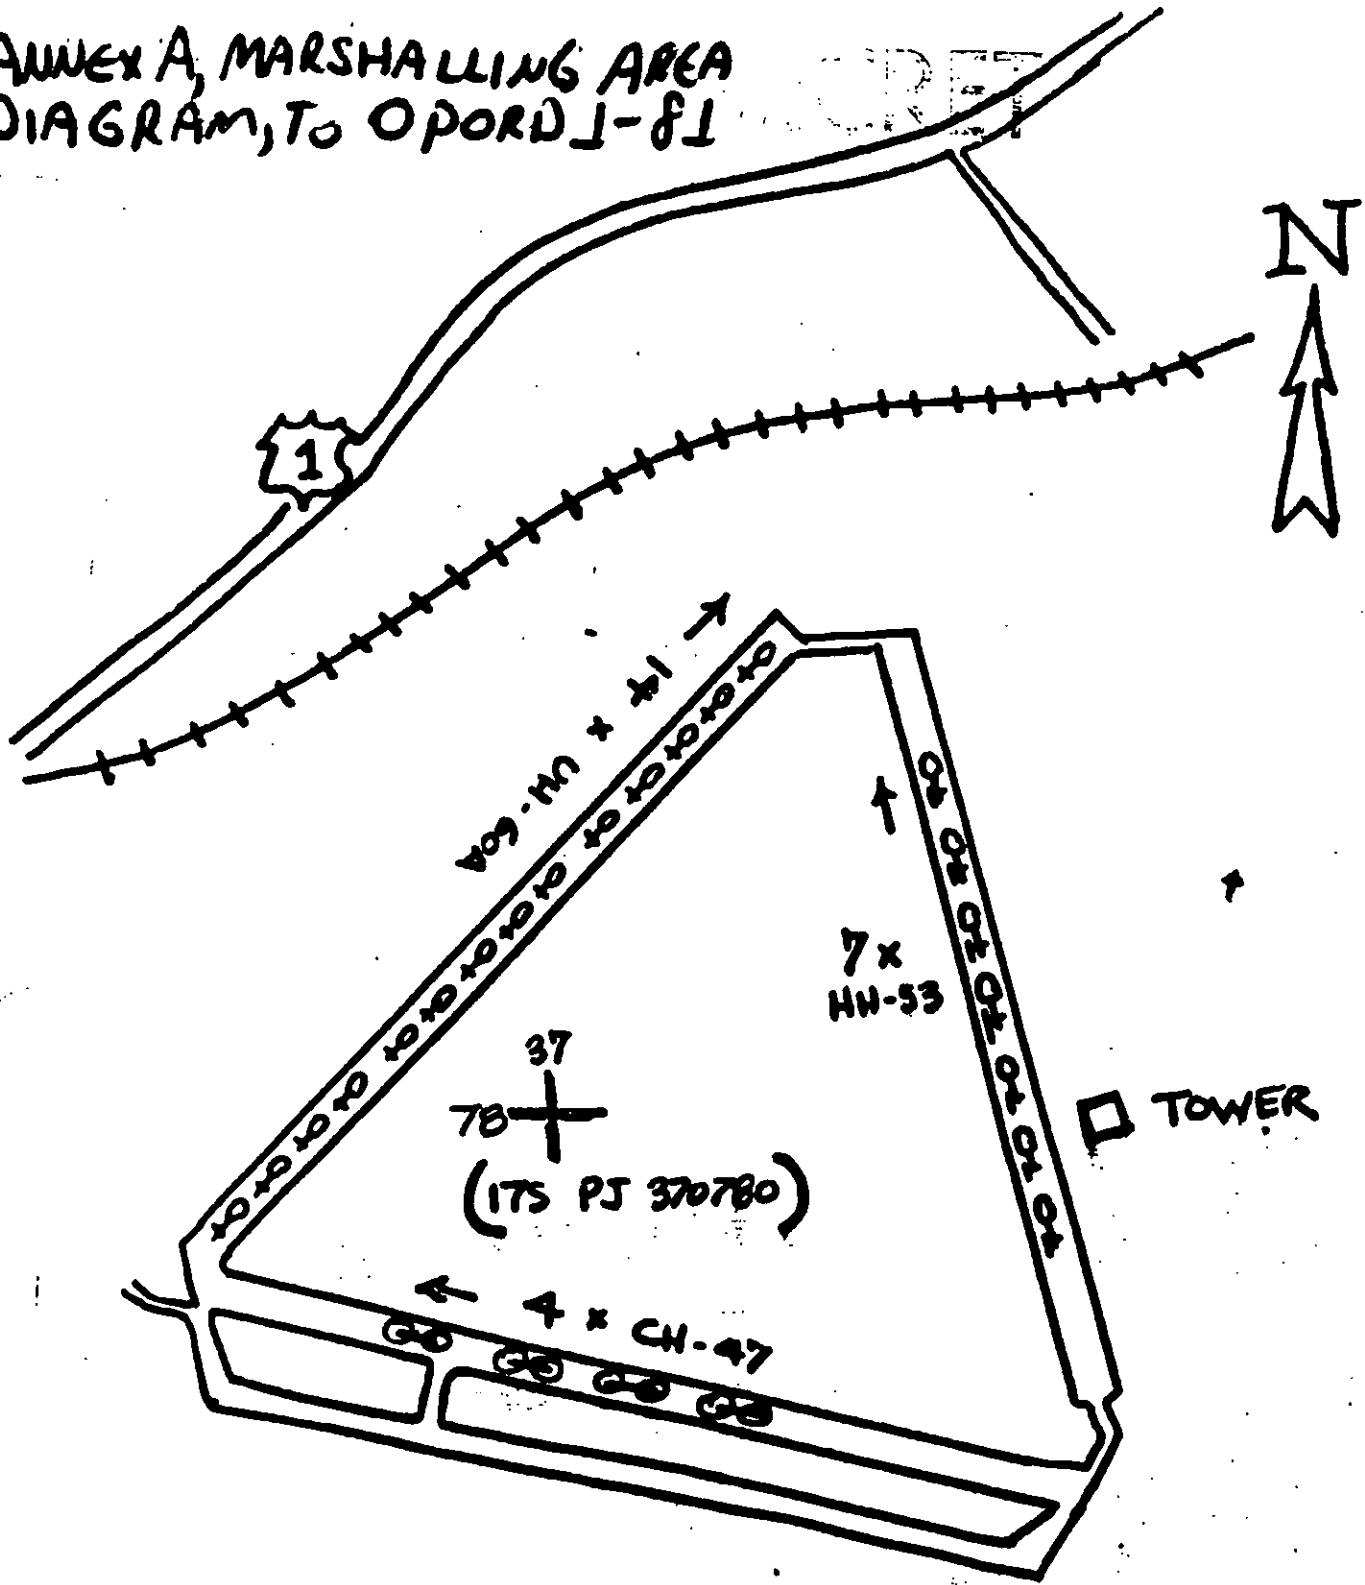 ANNEX A, MARSHALLING AREA
DIAGRAM, TO OPORD 1-81
N
1
14 x UH-60A
7 x
HH-53
37
78
(17S PJ 370780)
TOWER
4 x CH-47